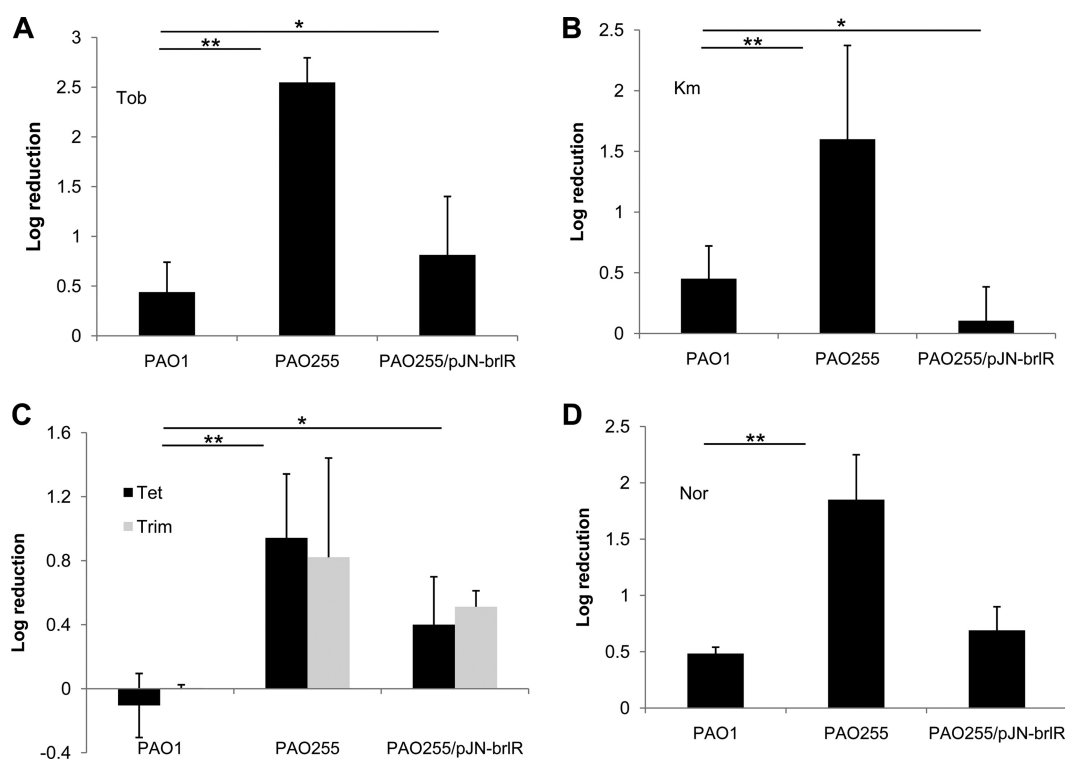 A
Log reduction
3
2.5
2
1.5
1
0.5
0
Tob
**
*
PAO1
PAO255
PAO255/pJN-brlR
B
Log redcution
2.5
2
1.5
1
0.5
0
Km
**
*
PAO1
PAO255
PAO255/pJN-brlR
C
Log reduction
1.6
1.2
0.8
0.4
0
-0.4
Tet
Trim
**
*
PAO1
PAO255
PAO255/pJN-brlR
D
Log redcution
2.5
2
1.5
1
0.5
0
Nor
**
PAO1
PAO255
PAO255/pJN-brlR